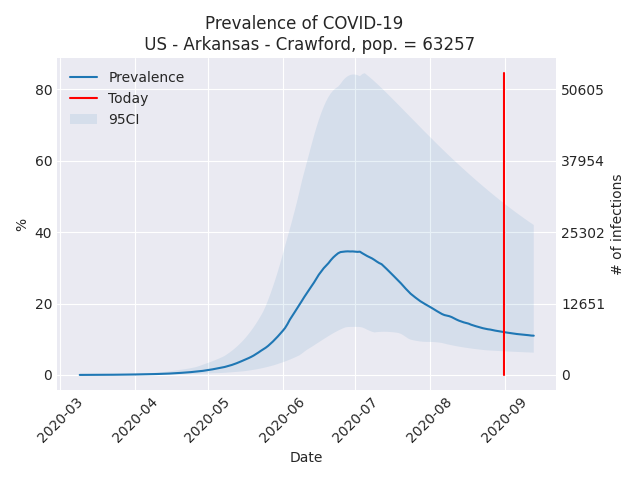 Prevalence of COVID-19
US - Arkansas - Crawford, pop. = 63257
Prevalence
Today
95CI
%
80
60
40
20
0
50605
37954
25302
12651
0
# of infections
2020-03
2020-04
2020-05
2020-06
2020-07
2020-08
2020-09
Date